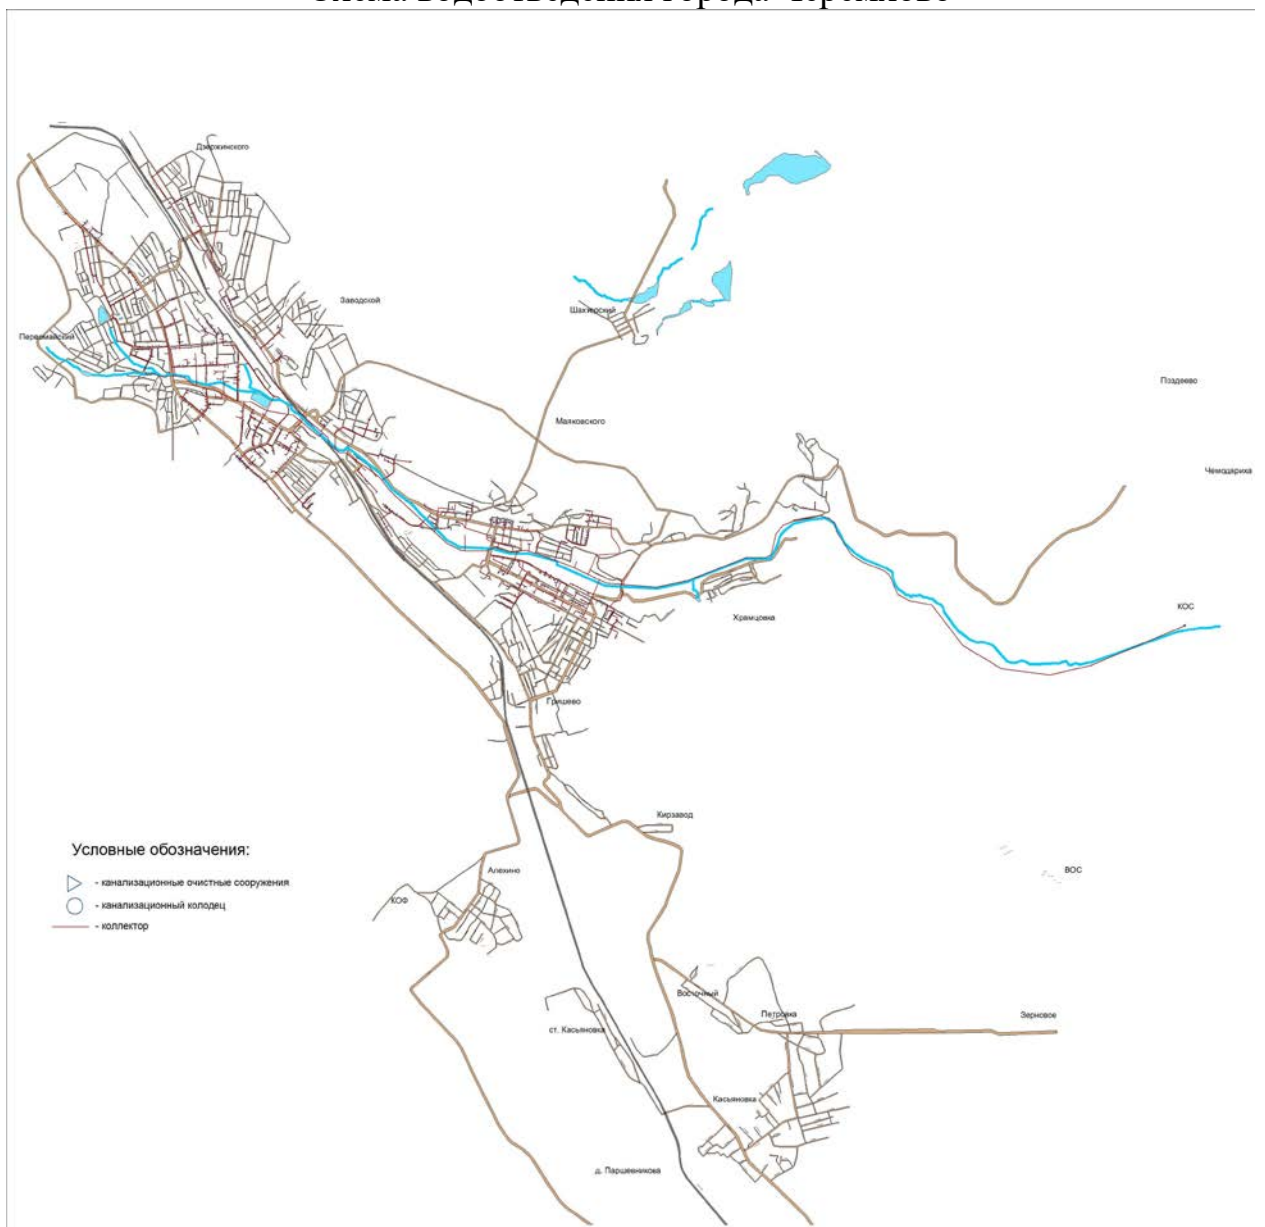 Схема водоотведения города Черемхово
Дзержинского
Заводской
Шахтерский
Первомайский
Поздеево
Маяковского
Чемодариха
КОС
Храмцовка
Гришево
Кирзавод
Условные обозначения:
- канализационные очистные сооружения
- канализационный колодец
- коллектор
Алехино
КОФ
ВОС
Восточный
Петровка
Зерновое
ст. Касьяновка
Касьяновка
д. Паршевникова